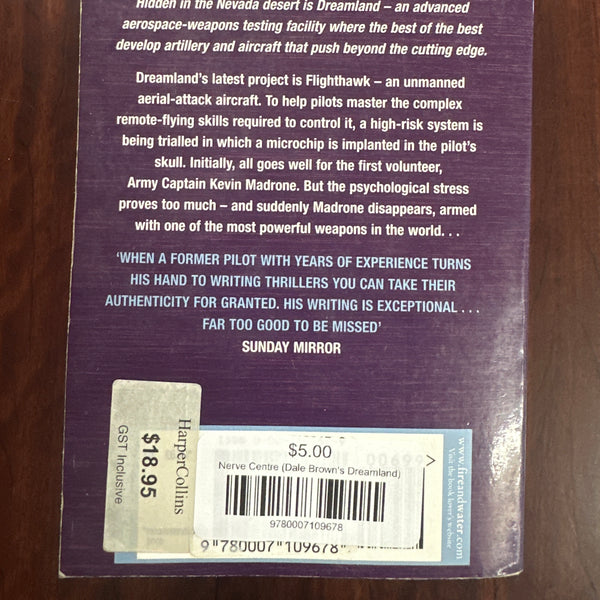 Hidden in the Nevada desert is Dreamland – an advanced
aerospace-weapons testing facility where the best of the best
develop artillery and aircraft that push beyond the cutting edge.
Dreamland's latest project is Flighthawk – an unmanned
aerial-attack aircraft. To help pilots master the complex
remote-flying skills required to control it, a high-risk system is
being trialled in which a microchip is implanted in the pilot's
skull. Initially, all goes well for the first volunteer,
Army Captain Kevin Madrone. But the psychological stress
proves too much – and suddenly Madrone disappears, armed
with one of the most powerful weapons in the world. . .
'WHEN A FORMER PILOT WITH YEARS OF EXPERIENCE TURNS
HIS HAND TO WRITING THRILLERS YOU CAN TAKE THEIR
AUTHENTICITY FOR GRANTED. HIS WRITING IS EXCEPTIONAL . . .
FAR TOO GOOD TO BE MISSED'
SUNDAY MIRROR
HarperCollins
$18.95
GST Inclusive
$5.00
Nerve Centre (Dale Brown's Dreamland)
9780007109678
9 780007 109678 >
www.fireandwater.com
Visit the book lover's website